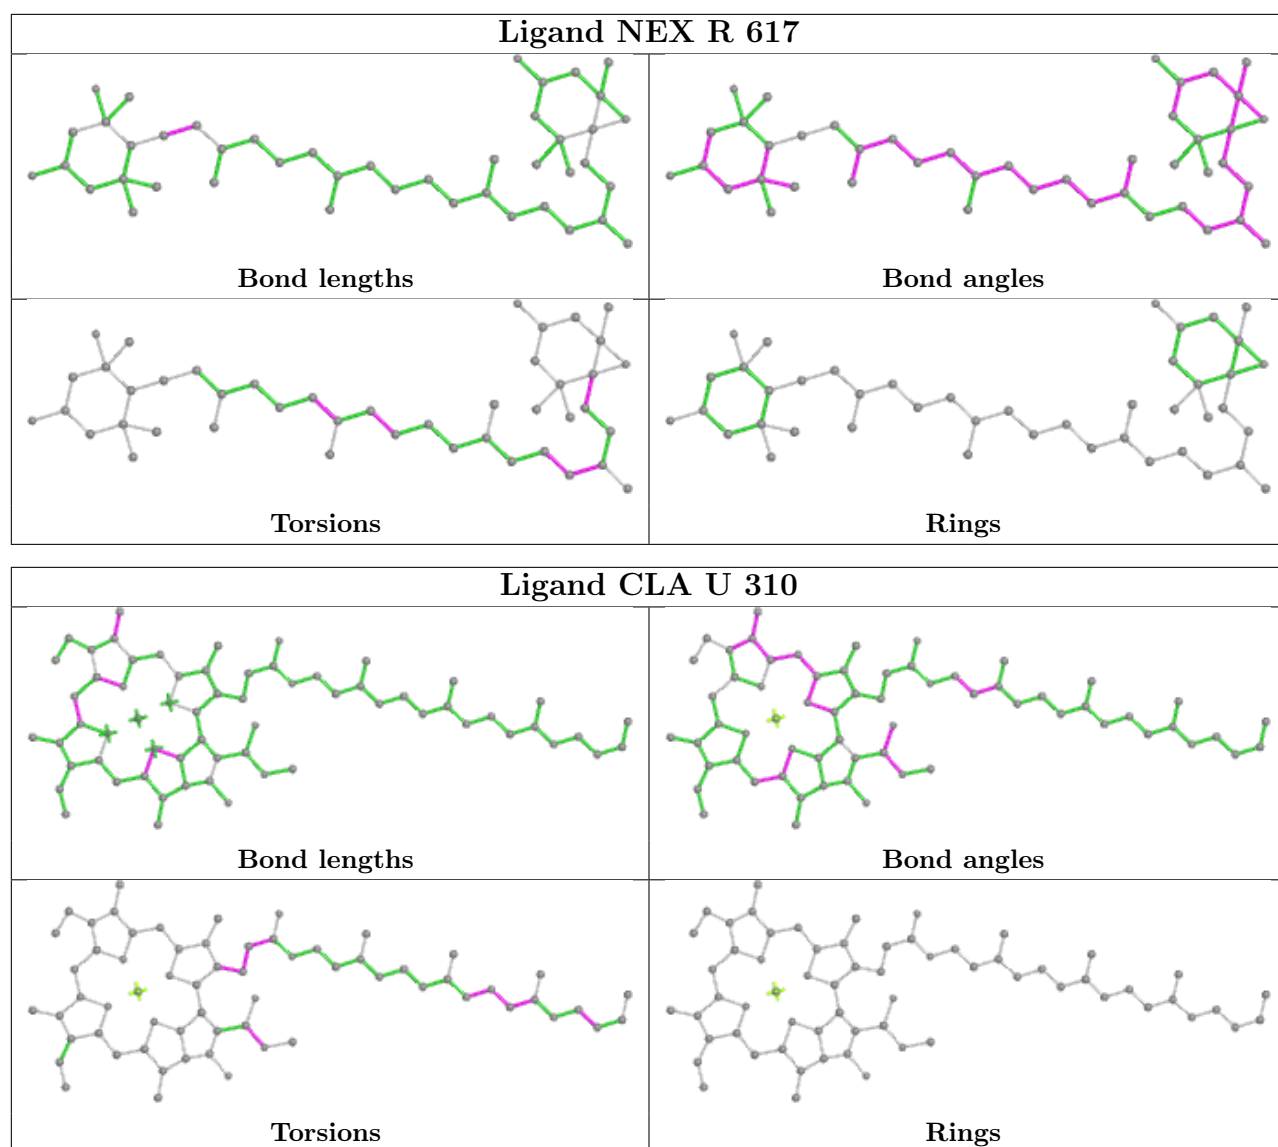 Ligand NEX R 617
Bond lengths
Bond angles
Torsions
Rings
Ligand CLA U 310
Bond lengths
Bond angles
Torsions
Rings